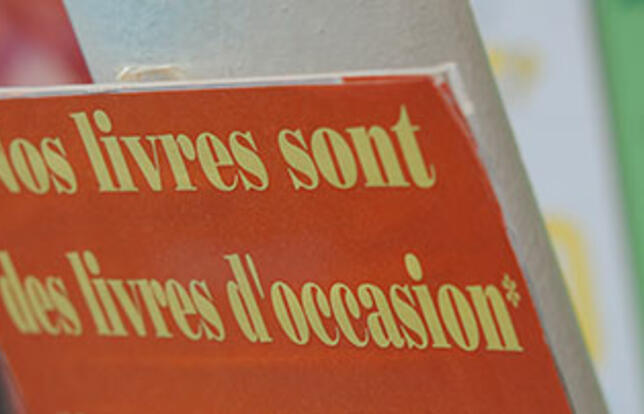 Nos livres sont
des livres d'occasion*